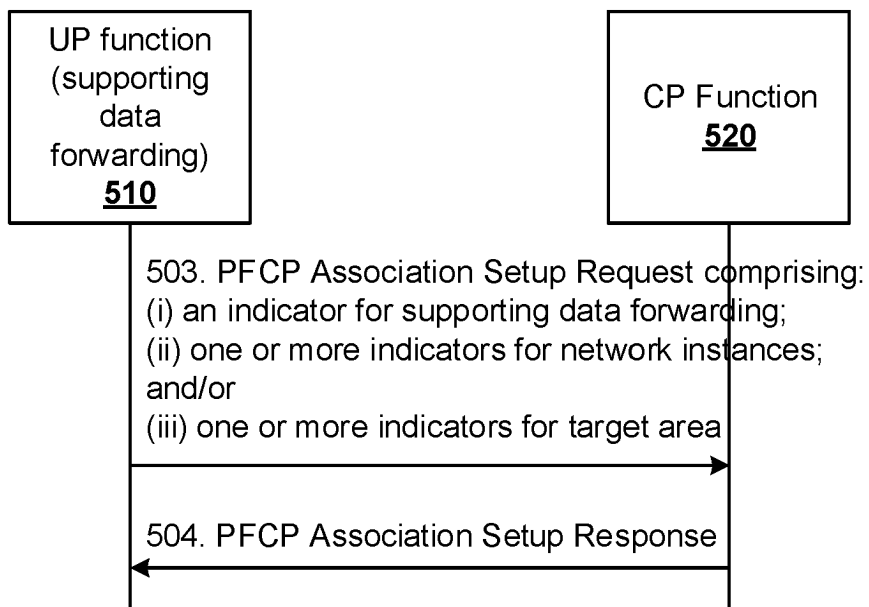 UP function
(supporting
data
forwarding)
510
CP Function
520
503. PFCP Association Setup Request comprising:
(i) an indicator for supporting data forwarding;
(ii) one or more indicators for network instances;
and/or
(iii) one or more indicators for target area
504. PFCP Association Setup Response